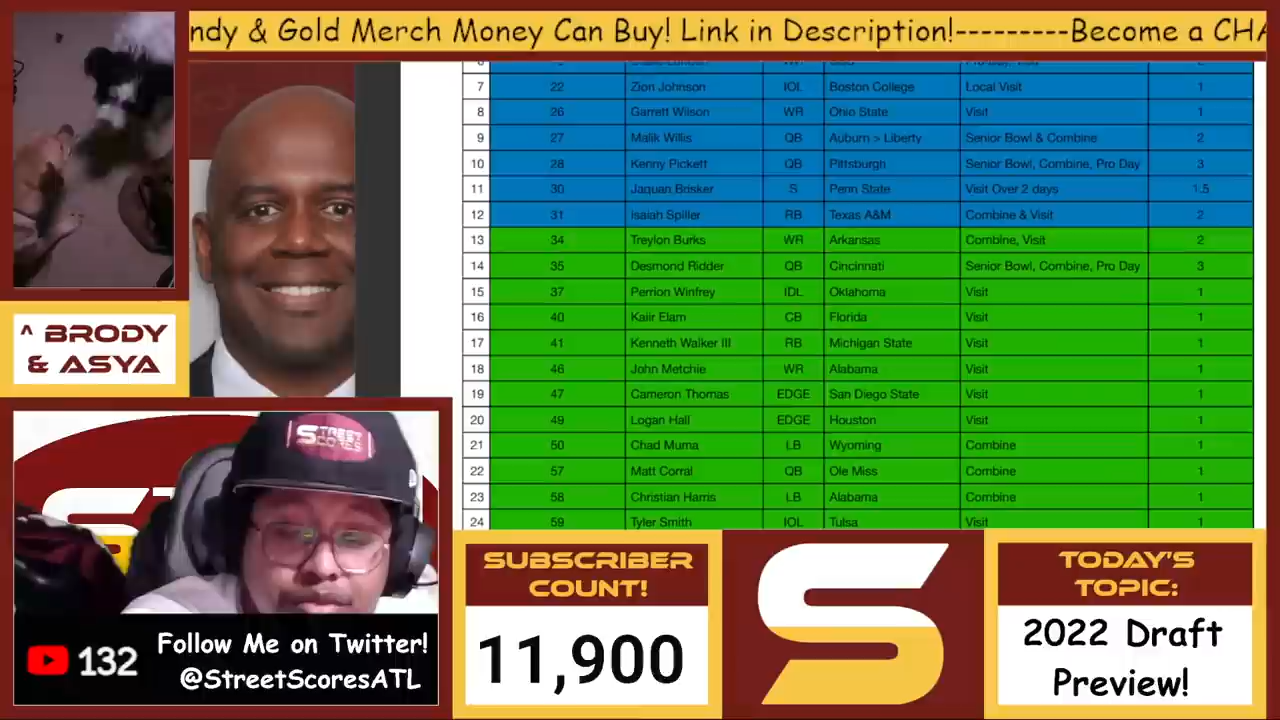 ndy & Gold Merch Money Can Buy! Link in Description!---------Become a CHA
7 22 Zion Johnson IOL Boston College Local Visit 1
8 26 Garrett Wilson WR Ohio State Visit 1
9 27 Malik Willis QB Auburn > Liberty Senior Bowl & Combine 2
10 28 Kenny Pickett QB Pittsburgh Senior Bowl, Combine, Pro Day 3
11 30 Jaquan Brisker S Penn State Visit Over 2 days 1.5
12 31 Isaiah Spiller RB Texas A&M Combine & Visit 2
13 34 Treylon Burks WR Arkansas Combine, Visit 2
14 35 Desmond Ridder QB Cincinnati Senior Bowl, Combine, Pro Day 3
15 37 Perrion Winfrey IDL Oklahoma Visit 1
16 40 Kaiir Elam CB Florida Visit 1
17 41 Kenneth Walker III RB Michigan State Visit 1
18 46 John Metchie WR Alabama Visit 1
19 47 Cameron Thomas EDGE San Diego State Visit 1
20 49 Logan Hall EDGE Houston Visit 1
21 50 Chad Muma LB Wyoming Combine 1
22 57 Matt Corral QB Ole Miss Combine 1
23 58 Christian Harris LB Alabama Combine 1
24 59 Tyler Smith IOL Tulsa Visit 1
^ BRODY
& ASYA
STREET
SCORES
132
Follow Me on Twitter!
@StreetScoresATL
SUBSCRIBER
COUNT!
11,900
TODAY'S
TOPIC:
2022 Draft
Preview!